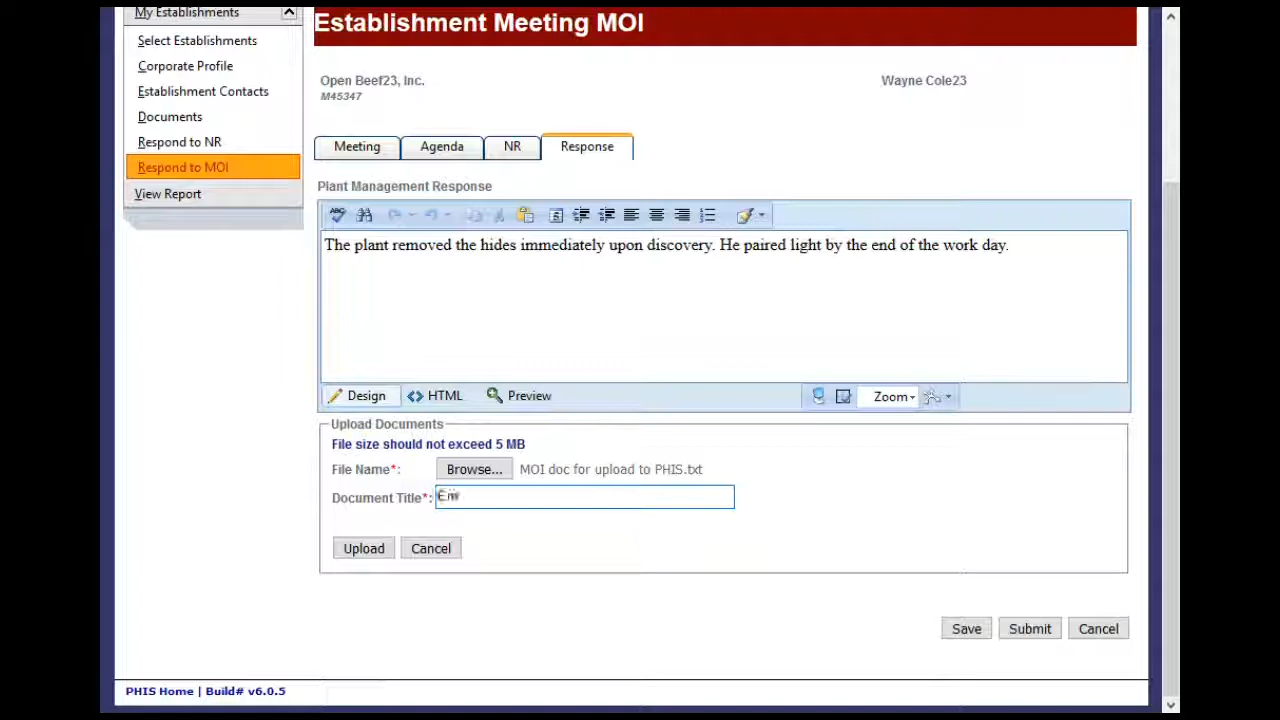 My Establishments
Establishment Meeting MOI
Select Establishments
Corporate Profile
Establishment Contacts
Documents
Respond to NR
Respond to MOI
View Report
Open Beef23, Inc.
Wayne Cole23
M45347
Meeting
Agenda
NR
Response
Plant Management Response
The plant removed the hides immediately upon discovery. He paired light by the end of the work day.
Design
HTML
Preview
Zoom
Upload Documents
File size should not exceed 5 MB
File Name*:
Browse...
MOI doc for upload to PHIS.txt
Document Title*:
Upload
Cancel
Save
Submit
Cancel
PHIS Home | Build# v6.0.5